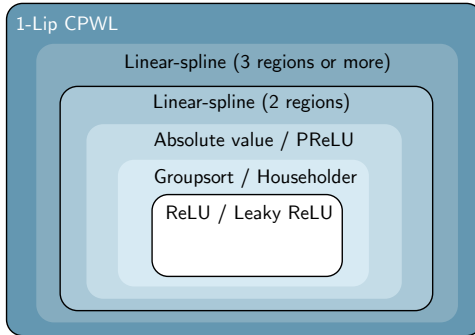 1-Lip CPWL
Linear-spline (3 regions or more)
Linear-spline (2 regions)
Absolute value / PReLU
Groupsort / Householder
ReLU / Leaky ReLU